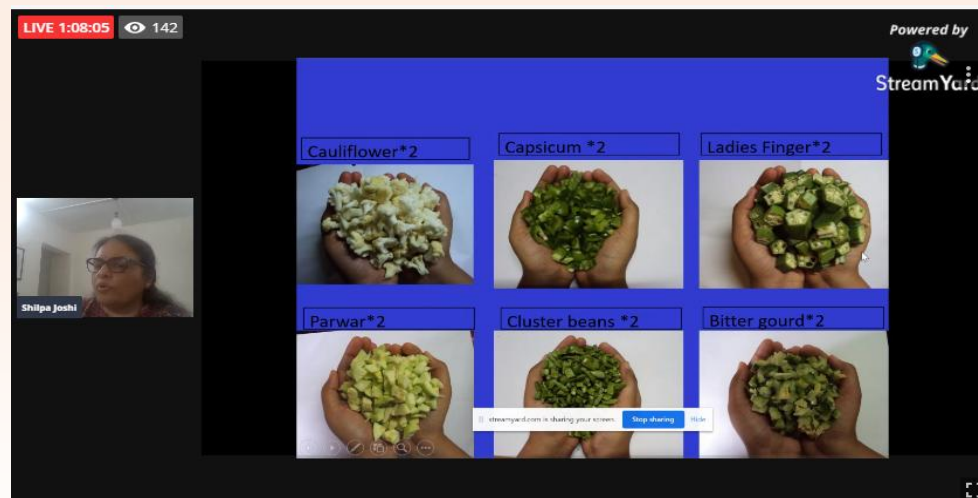 LIVE 1:08:05 142
Powered by
StreamYard
Cauliflower*2
Capsicum *2
Ladies Finger*2
Shilpa Joshi
Parwar*2
Cluster beans *2
Bitter gourd*2
streamyard.com is sharing your screen.
Stop sharing
Hide